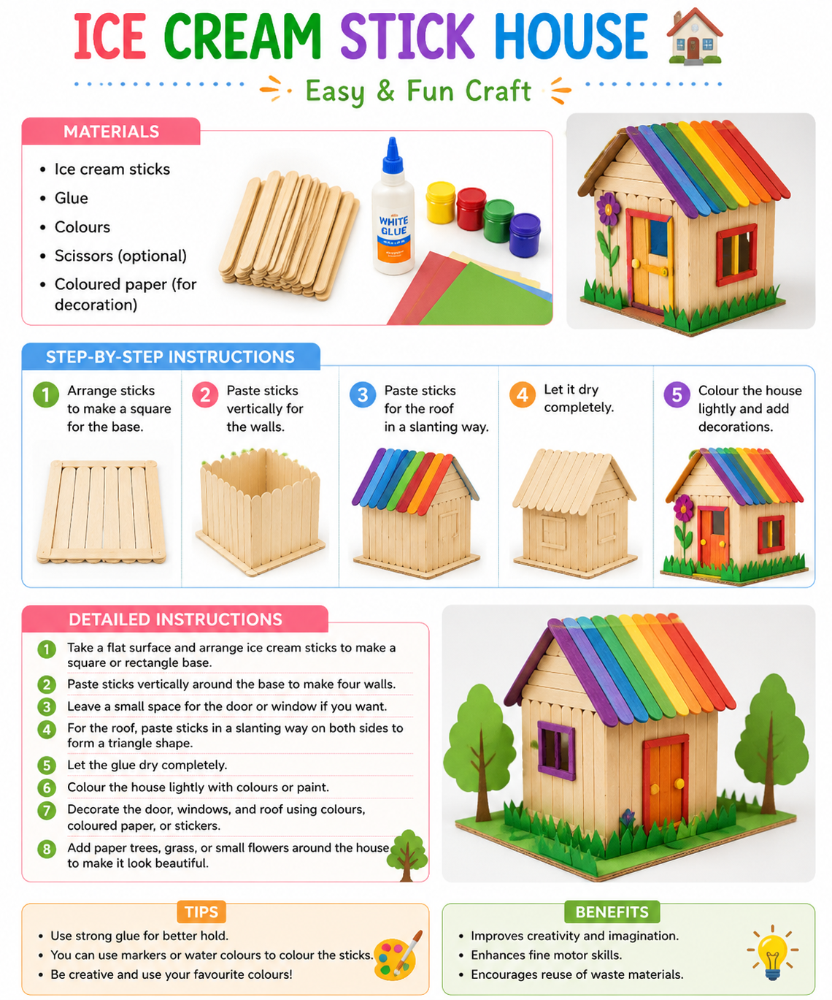 ICE CREAM STICK HOUSE
Easy & Fun Craft
MATERIALS
• Ice cream sticks
• Glue
• Colours
• Scissors (optional)
• Coloured paper (for
decoration)
WHITE
GLUE
STEP-BY-STEP INSTRUCTIONS
1 Arrange sticks
to make a square
for the base.
2 Paste sticks
vertically for
the walls.
3 Paste sticks
for the roof
in a slanting way.
4 Let it dry
completely.
5 Colour the house
lightly and add
decorations.
DETAILED INSTRUCTIONS
1 Take a flat surface and arrange ice cream sticks to make a
square or rectangle base.
2 Paste sticks vertically around the base to make four walls.
3 Leave a small space for the door or window if you want.
4 For the roof, paste sticks in a slanting way on both sides to
form a triangle shape.
5 Let the glue dry completely.
6 Colour the house lightly with colours or paint.
7 Decorate the door, windows, and roof using colours,
coloured paper, or stickers.
8 Add paper trees, grass, or small flowers around the house
to make it look beautiful.
TIPS
• Use strong glue for better hold.
• You can use markers or water colours to colour the sticks.
• Be creative and use your favourite colours!
BENEFITS
• Improves creativity and imagination.
• Enhances fine motor skills.
• Encourages reuse of waste materials.